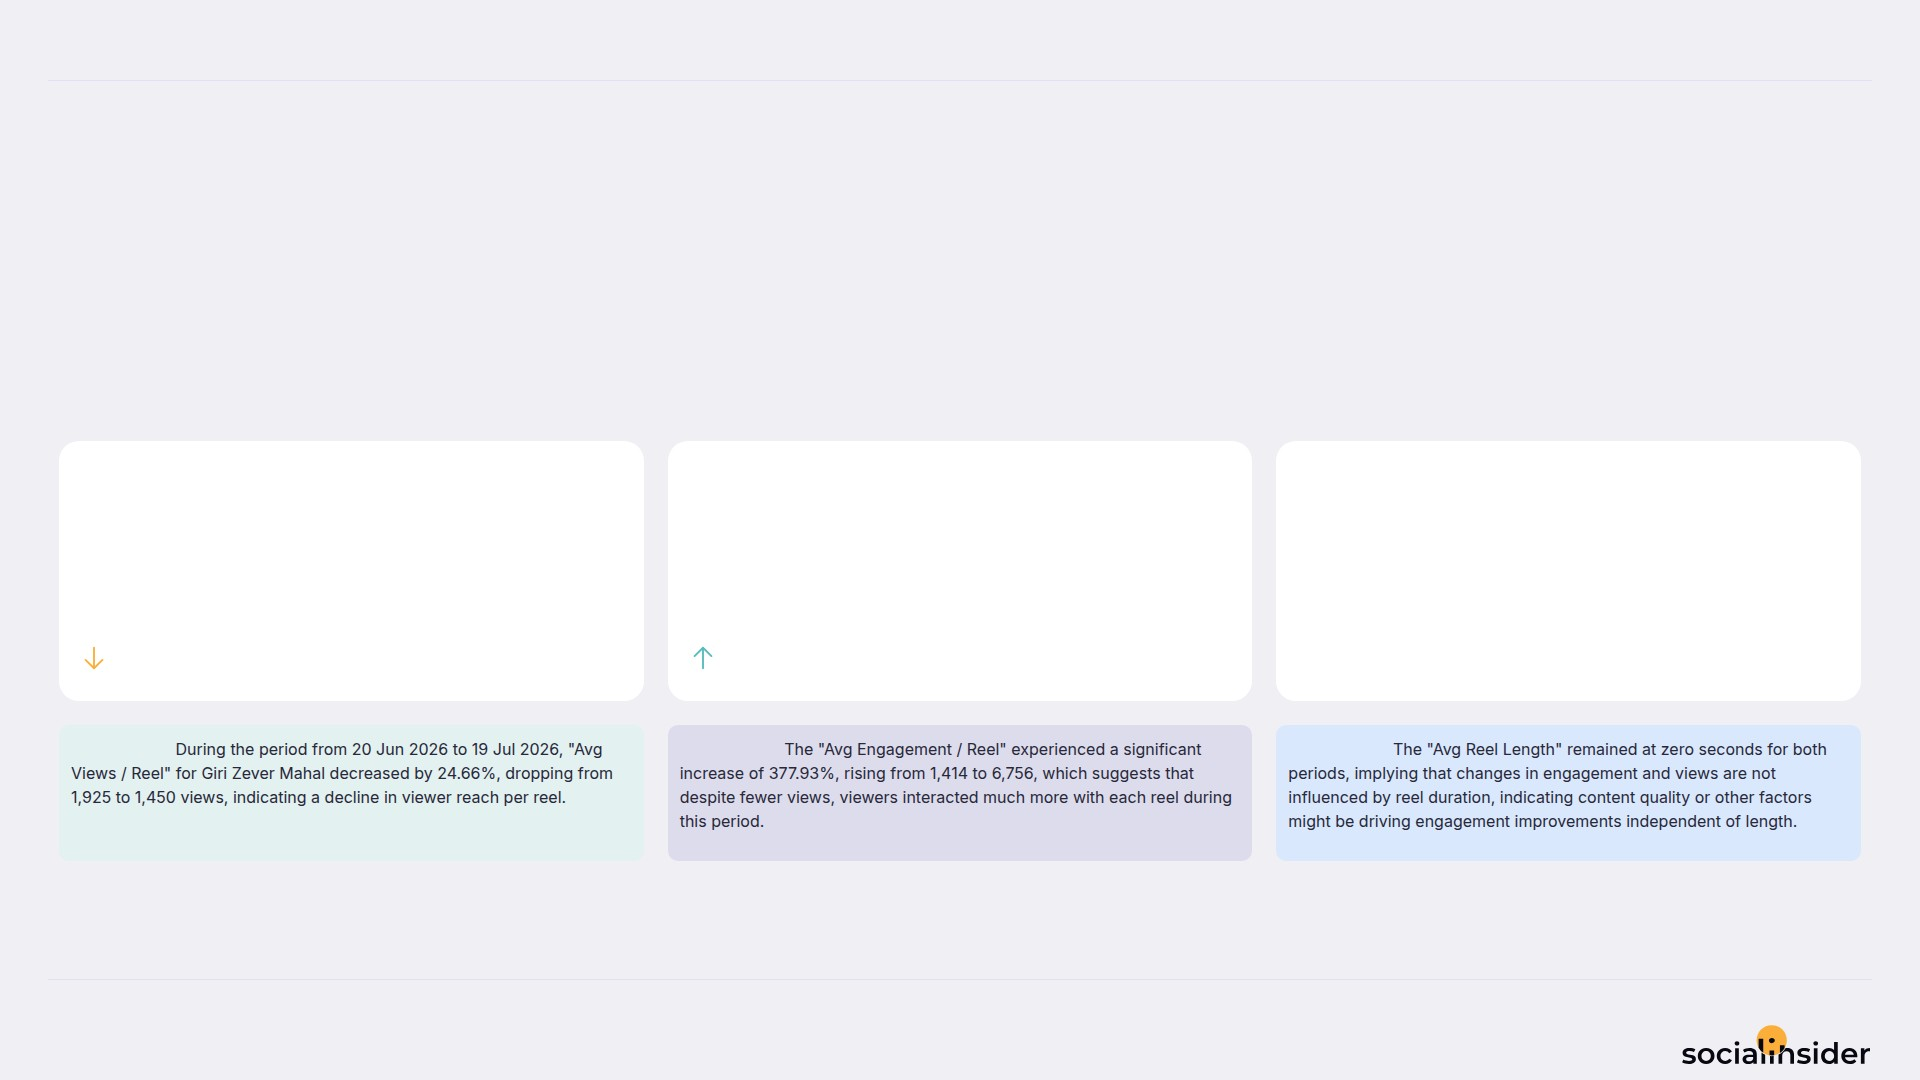 During the period from 20 Jun 2026 to 19 Jul 2026, "Avg
Views / Reel" for Giri Zever Mahal decreased by 24.66%, dropping from
1,925 to 1,450 views, indicating a decline in viewer reach per reel.
The "Avg Engagement / Reel" experienced a significant
increase of 377.93%, rising from 1,414 to 6,756, which suggests that
despite fewer views, viewers interacted much more with each reel during
this period.
The "Avg Reel Length" remained at zero seconds for both
periods, implying that changes in engagement and views are not
influenced by reel duration, indicating content quality or other factors
might be driving engagement improvements independent of length.
socialinsider